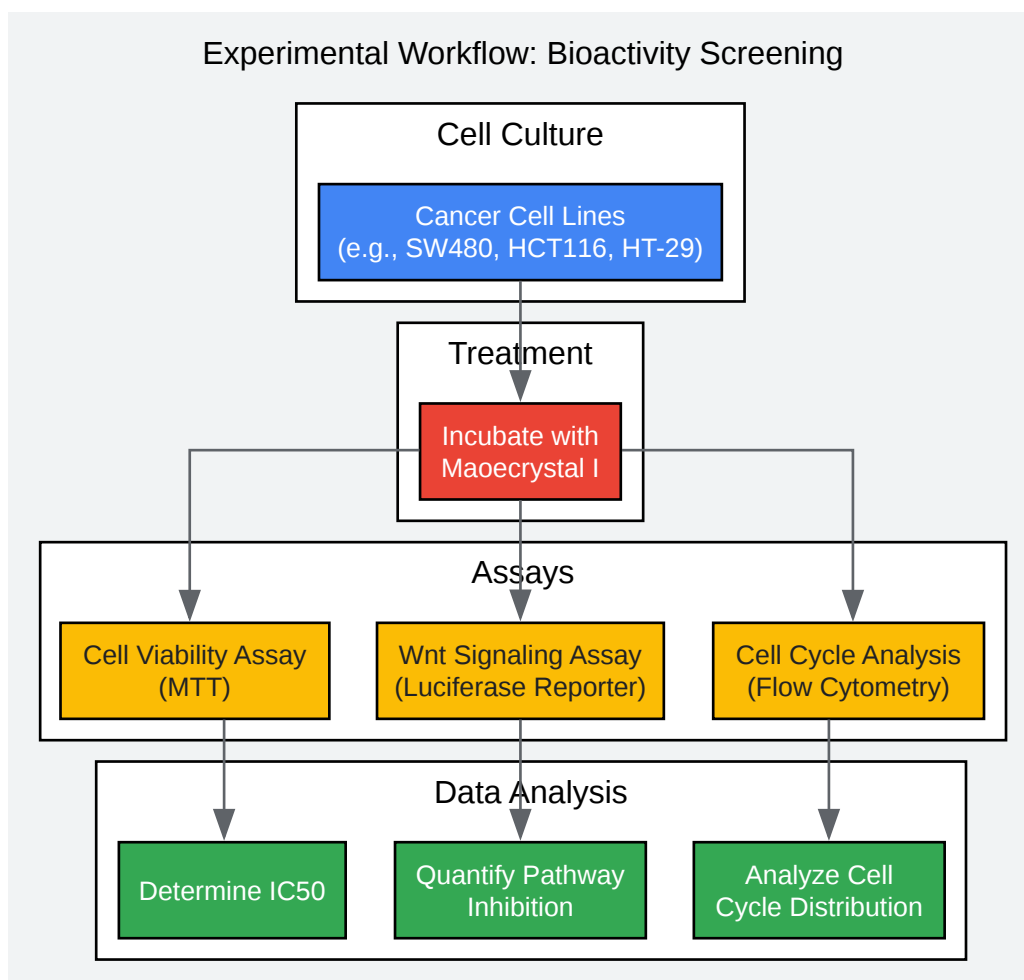 Experimental Workflow: Bioactivity Screening
Cell Culture
Cancer Cell Lines
(e.g., SW480, HCT116, HT-29)
Treatment
Incubate with
Maoecrystal I
Assays
Cell Viability Assay
(MTT)
Wnt Signaling Assay
(Luciferase Reporter)
Cell Cycle Analysis
(Flow Cytometry)
Data Analysis
Determine IC50
Quantify Pathway
Inhibition
Analyze Cell
Cycle Distribution